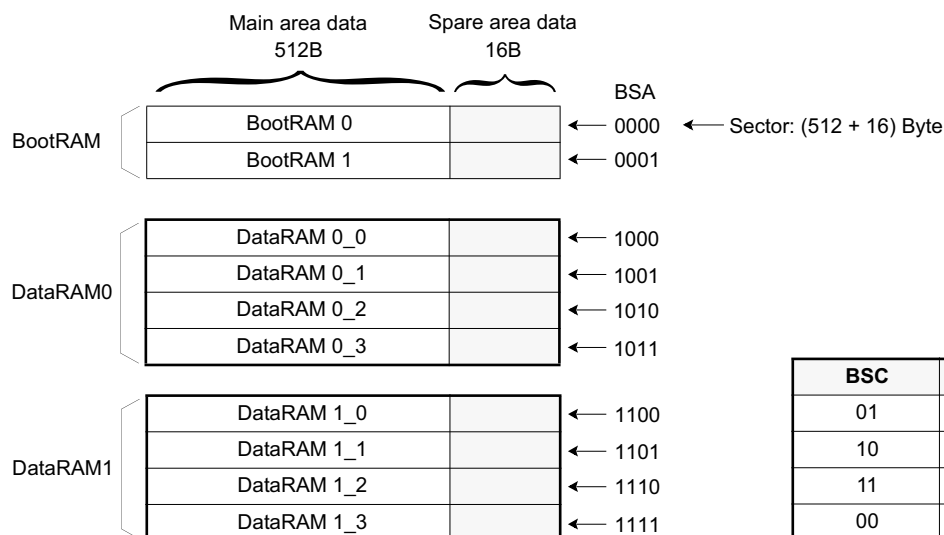 Main area data
512B
Spare area data
16B
BSA
BootRAM
BootRAM 0
0000
Sector: (512 + 16) Byte
BootRAM 1
0001
DataRAM0
DataRAM 0_0
1000
DataRAM 0_1
1001
DataRAM 0_2
1010
DataRAM 0_3
1011
DataRAM1
DataRAM 1_0
1100
DataRAM 1_1
1101
DataRAM 1_2
1110
DataRAM 1_3
1111
BSC
01
10
11
00